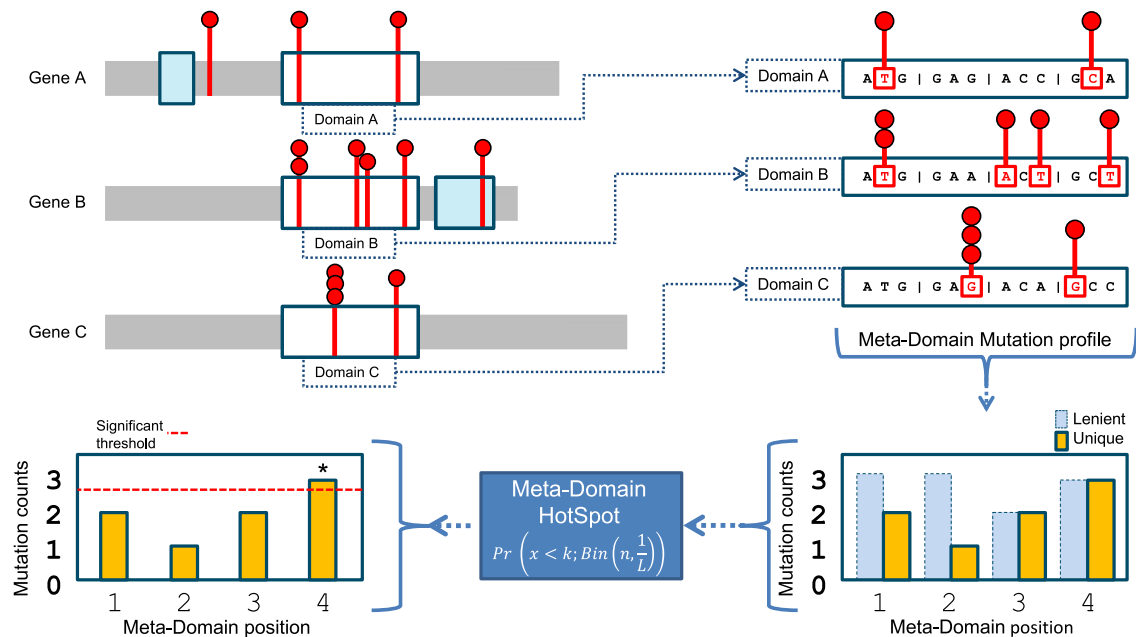 Gene A
Domain A
Domain A
A T G | G A G | A C C | G C A
Gene B
Domain B
Domain B
A T G | G A A | A C T | G C T
Gene C
Domain C
Domain C
A T G | G A G | A C A | G C C
Meta-Domain Mutation profile
Significant
threshold
Mutation counts
3
2
1
0
*
1 2 3 4
Meta-Domain position
Meta-Domain
HotSpot
Pr (x < k; Bin(n, 1/L))
Lenient
Unique
Mutation counts
3
2
1
0
1 2 3 4
Meta-Domain position